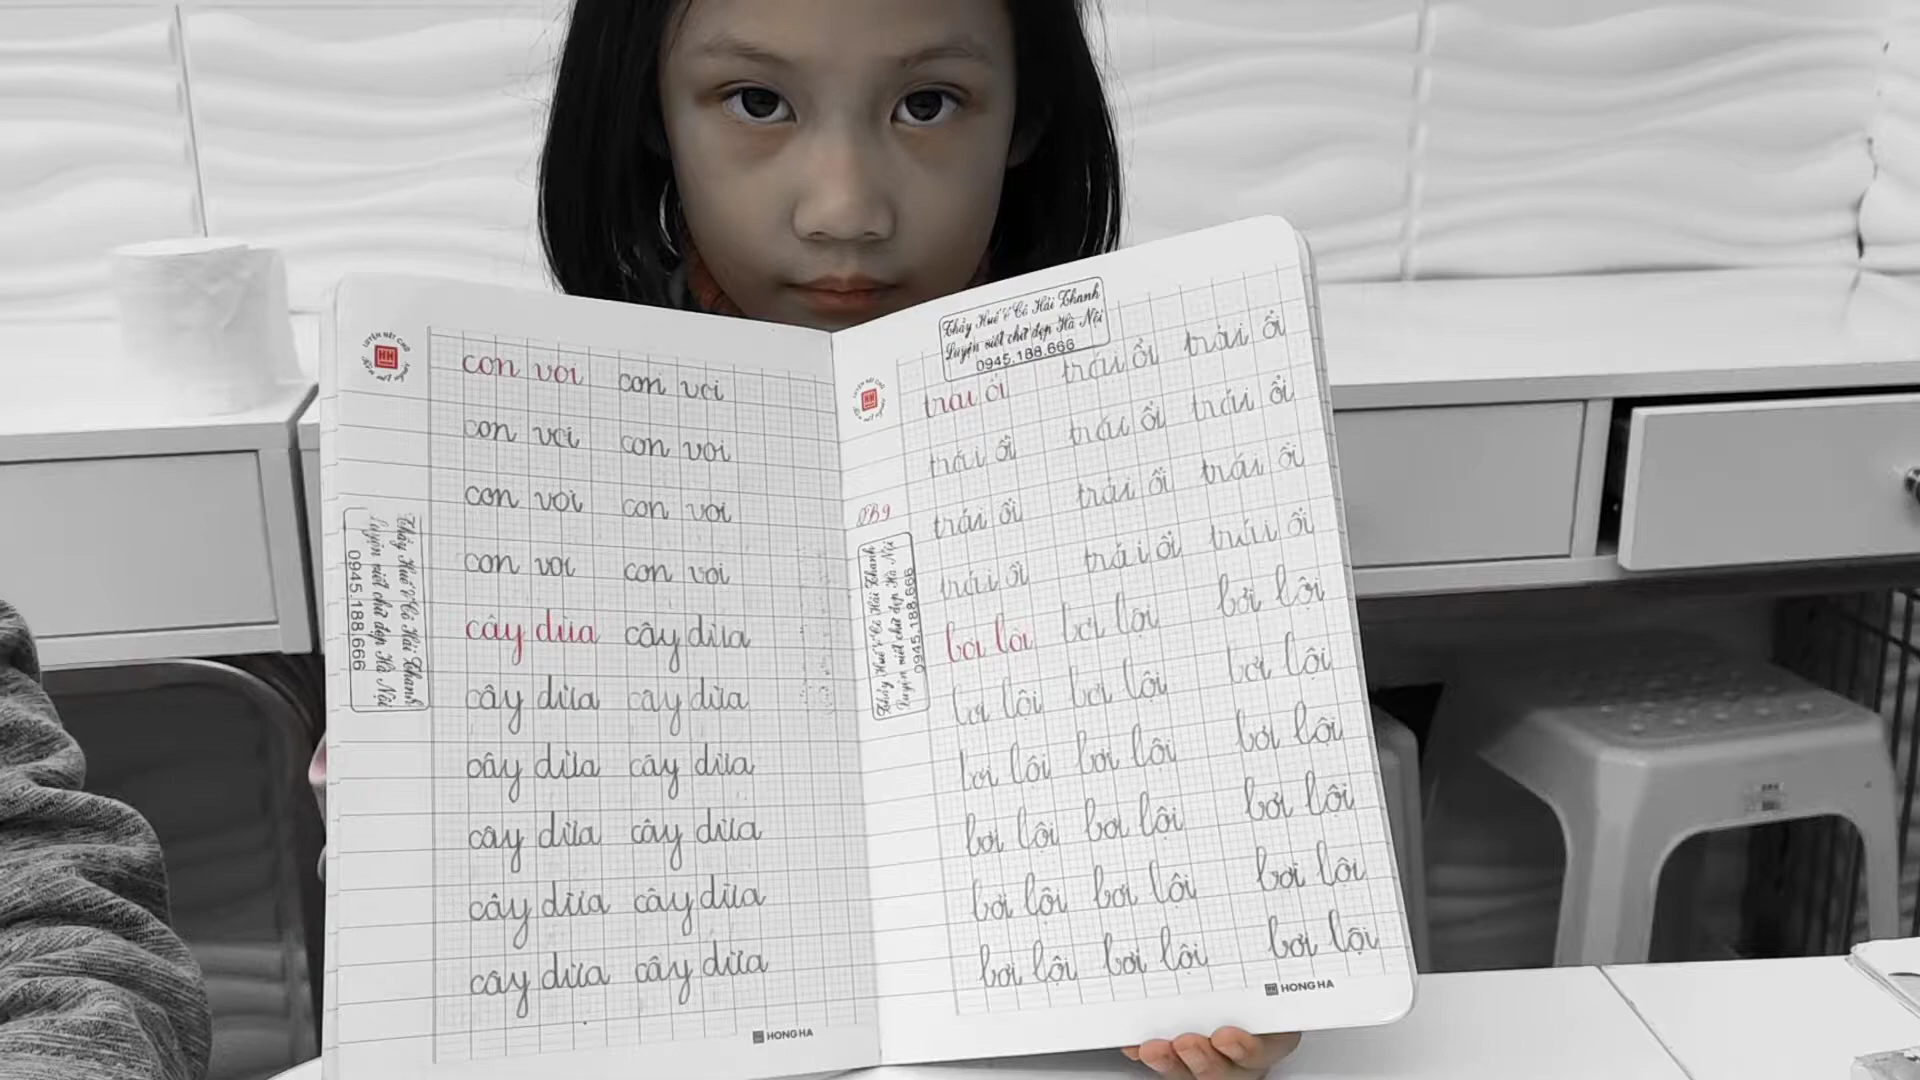 con voi con voi
con voi con voi
con voi con voi
con voi con voi
cây dừa cây dừa
cây dừa cây dừa
cây dừa cây dừa
cây dừa cây dừa
cây dừa cây dừa
cây dừa cây dừa
HONG HA
LUYỆN NÉT CHỮ
HH
Thầy Huế & Cô Hải Thanh
Luyện viết chữ đẹp Hà Nội
0945.188.666
Thầy Huế & Cô Hải Thanh
Luyện viết chữ đẹp Hà Nội
0945.188.666
trái ổi trái ổi trái ổi
trái ổi trái ổi trái ổi
trái ổi trái ổi trái ổi
trái ổi trái ổi trái ổi
bơi lội bơi lội bơi lội
bơi lội bơi lội bơi lội
bơi lội bơi lội bơi lội
bơi lội bơi lội bơi lội
bơi lội bơi lội bơi lội
bơi lội bơi lội bơi lội
HONG HA
Thầy Huế & Cô Hải Thanh
Luyện viết chữ đẹp Hà Nội
0945.188.666